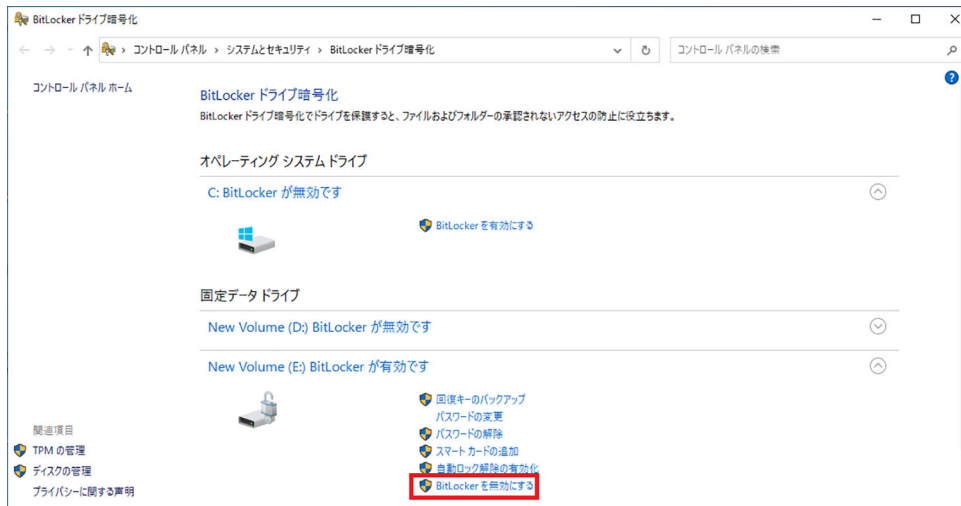 BitLocker ドライブ暗号化
コントロール パネル › システムとセキュリティ › BitLocker ドライブ暗号化
コントロール パネルの検索
コントロール パネル ホーム
BitLocker ドライブ暗号化
BitLocker ドライブ暗号化でドライブを保護すると、ファイルおよびフォルダーの承認されないアクセスの防止に役立ちます。
オペレーティング システム ドライブ
C: BitLocker が無効です
BitLocker を有効にする
固定データ ドライブ
New Volume (D:) BitLocker が無効です
New Volume (E:) BitLocker が有効です
回復キーのバックアップ
パスワードの変更
パスワードの解除
スマート カードの追加
自動ロック解除の有効化
BitLocker を無効にする
関連項目
TPM の管理
ディスクの管理
プライバシーに関する声明